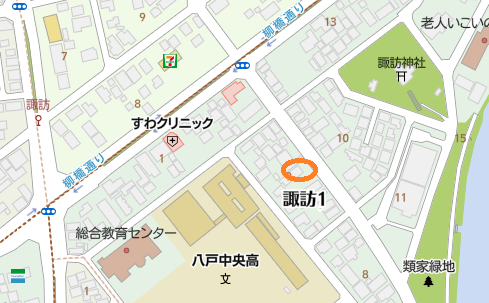 柳橋通り
13
老人いこいの
7
諏訪神社
諏訪
8
すわクリニック
10
15
1
9
柳橋通り
11
諏訪1
総合教育センター
八戸中央高
文
8
類家緑地
1